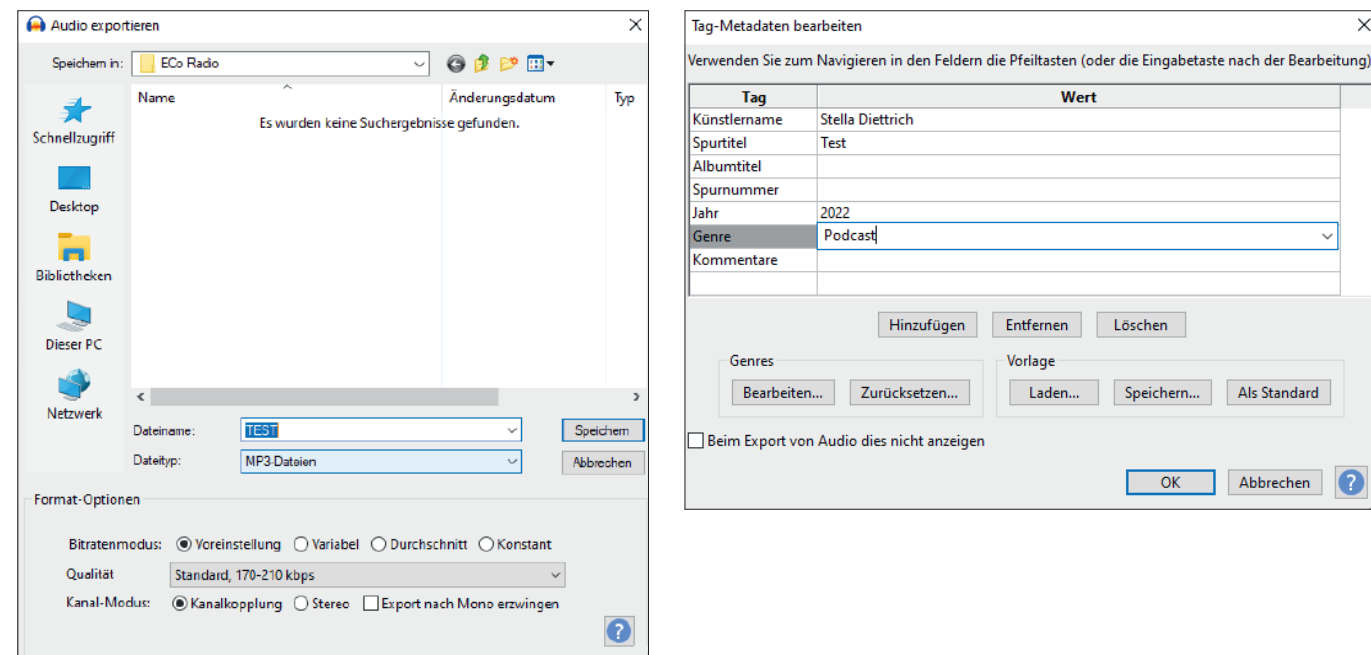 Audio exportieren
Speichern in: ECo Radio
Name Änderungsdatum Typ
Es wurden keine Suchergebnisse gefunden.
Schnellzugriff
Desktop
Bibliotheken
Dieser PC
Netzwerk
Dateiname: TEST Speichern
Dateityp: MP3-Dateien Abbrechen
Format-Optionen
Bitratenmodus: Voreinstellung Variabel Durchschnitt Konstant
Qualität Standard, 170-210 kbps
Kanal-Modus: Kanalkopplung Stereo Export nach Mono erzwingen
?
Tag-Metadaten bearbeiten
Verwenden Sie zum Navigieren in den Feldern die Pfeiltasten (oder die Eingabetaste nach der Bearbeitung)
Tag Wert
Künstlername Stella Diettrich
Spurtitel Test
Albumtitel
Spurnummer
Jahr 2022
Genre Podcast
Kommentare
Hinzufügen Entfernen Löschen
Genres Vorlage
Bearbeiten... Zurücksetzen... Laden... Speichern... Als Standard
Beim Export von Audio dies nicht anzeigen
OK Abbrechen ?